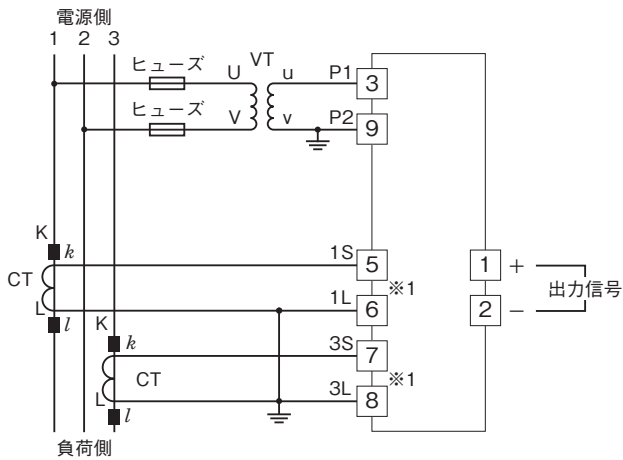 電源側
1 2 3
ヒューズ
U VT u P1 3
ヒューズ
V v P2 9
K k
CT
L l
1S 5
※1
1L 6
K k
CT
L l
3S 7
※1
3L 8
1 +
2 −
出力信号
負荷側